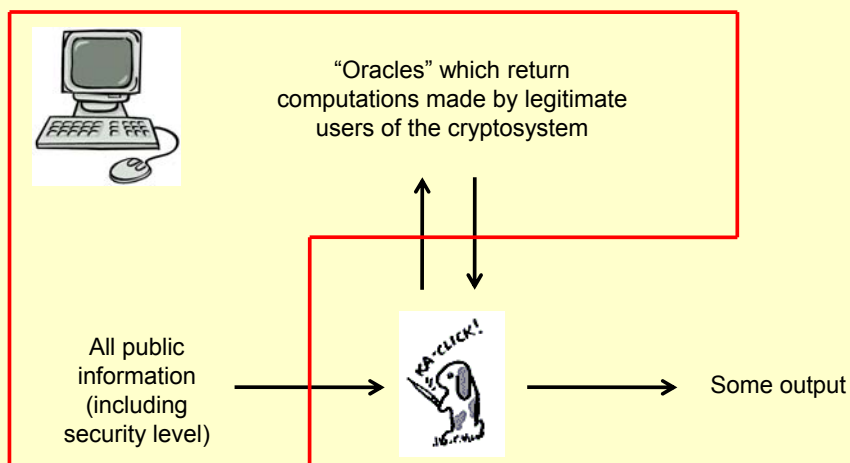 “Oracles” which return
computations made by legitimate
users of the cryptosystem
KA-CLICK!
All public
information
(including
security level)
Some output